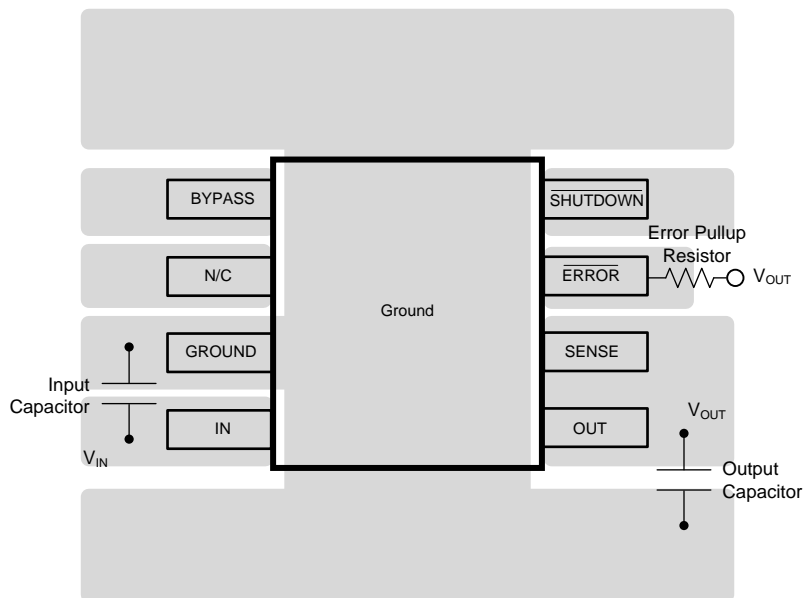 BYPASS
SHUTDOWN
Error Pullup
Resistor
N/C
ERROR
VOUT
Ground
GROUND
SENSE
Input
Capacitor
IN
OUT
VOUT
VIN
Output
Capacitor